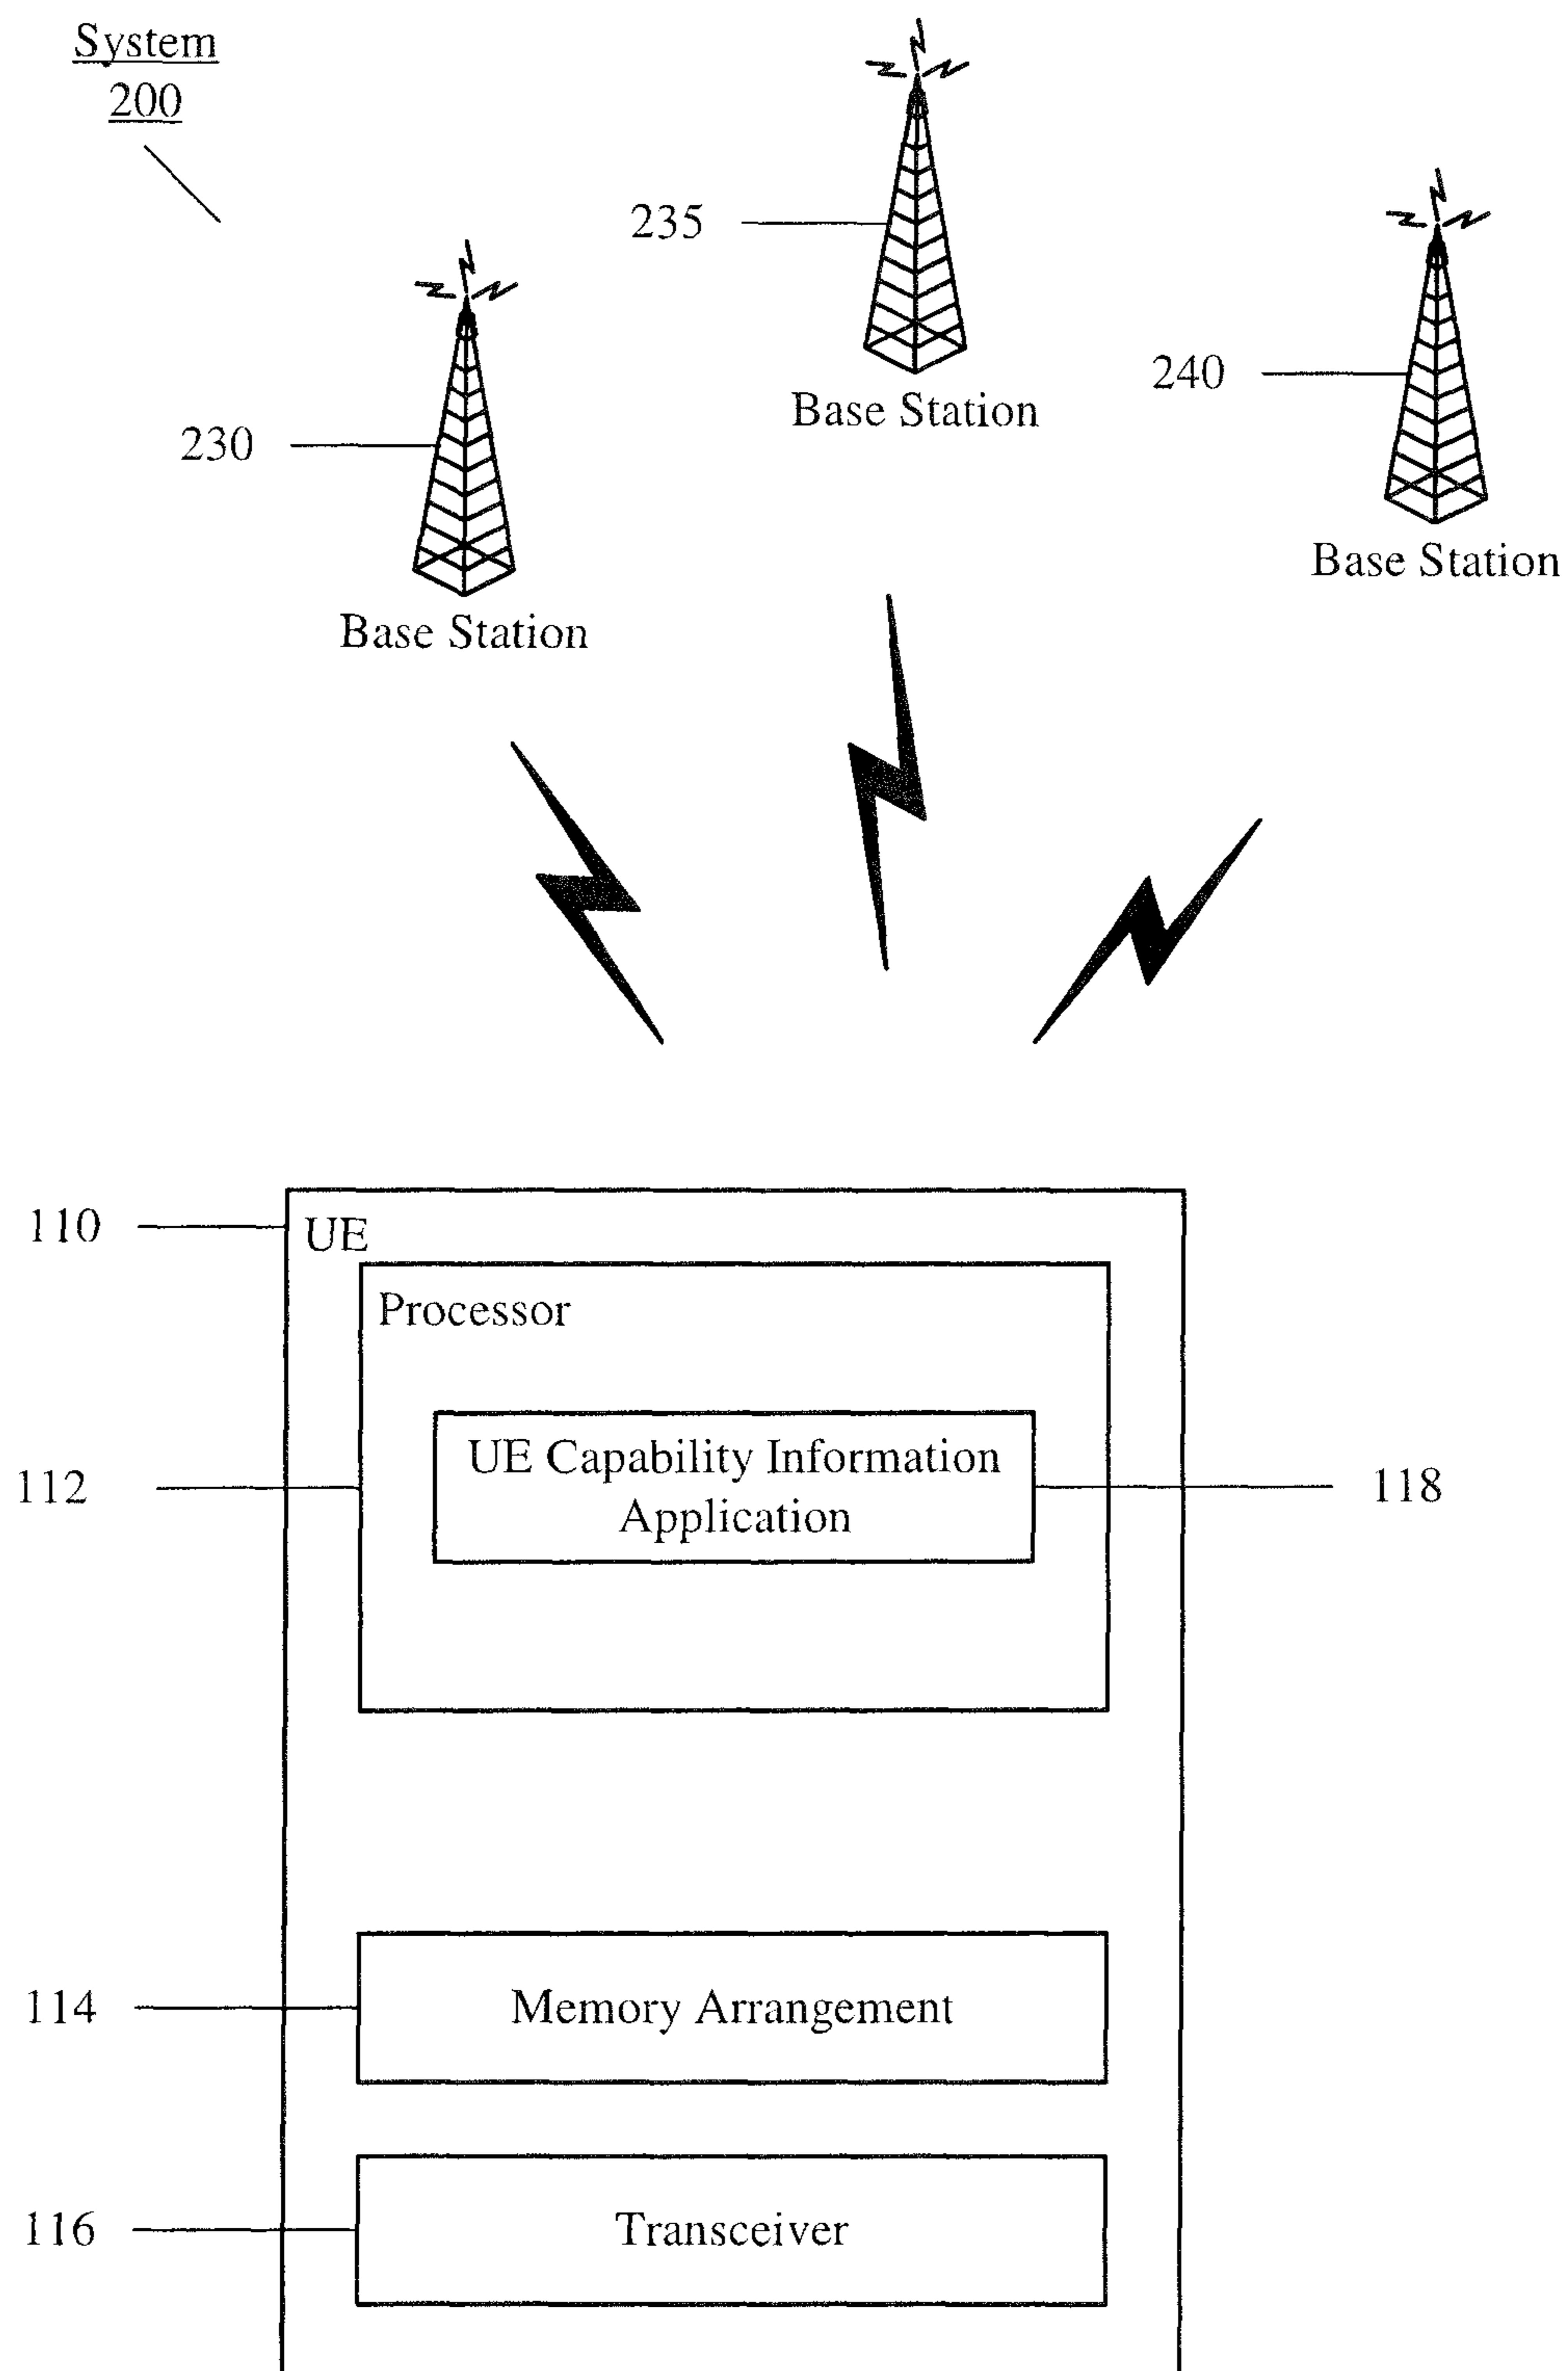 System
200
235
240
Base Station
230
Base Station
Base Station
110
UE
Processor
UE Capability Information
Application
112
118
114
Memory Arrangement
116
Transceiver